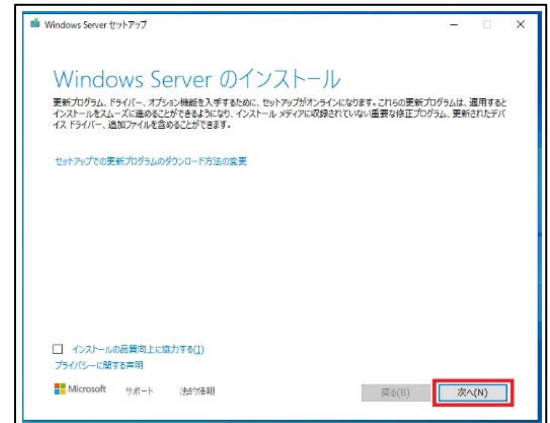 Windows Server セットアップ
Windows Server のインストール
更新プログラム、ドライバー、オプション機能を入手するために、セットアップがオンラインになります。これらの更新プログラムは、適用すると
インストールをスムーズに進めることができるようになり、インストール メディアに収録されていない重要な修正プログラム、更新されたデバ
イス ドライバー、追加ファイルを含めることができます。
セットアップでの更新プログラムのダウンロード方法の変更
インストールの品質向上に協力する(I)
プライバシーに関する声明
Microsoft サポート 法的情報 戻る(B) 次へ(N)